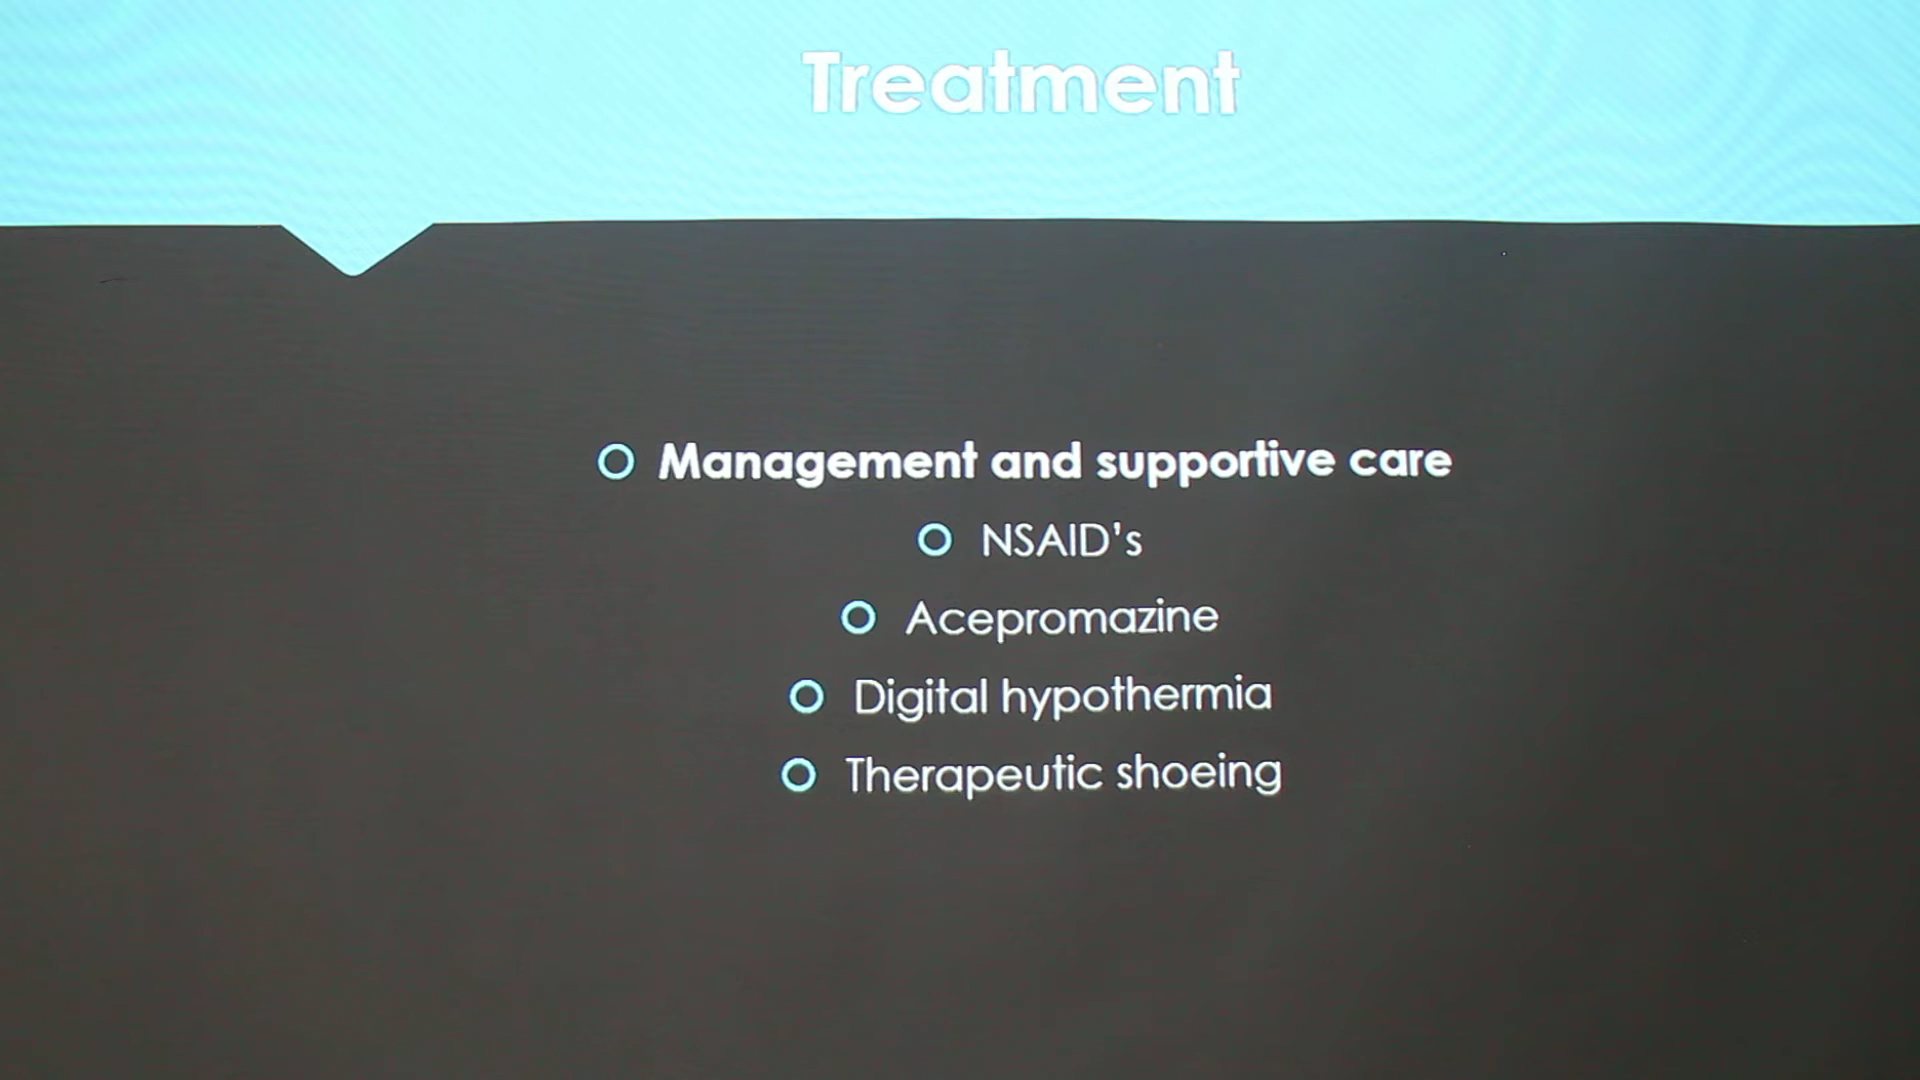 Treatment
Management and supportive care
NSAID's
Acepromazine
Digital hypothermia
Therapeutic shoeing